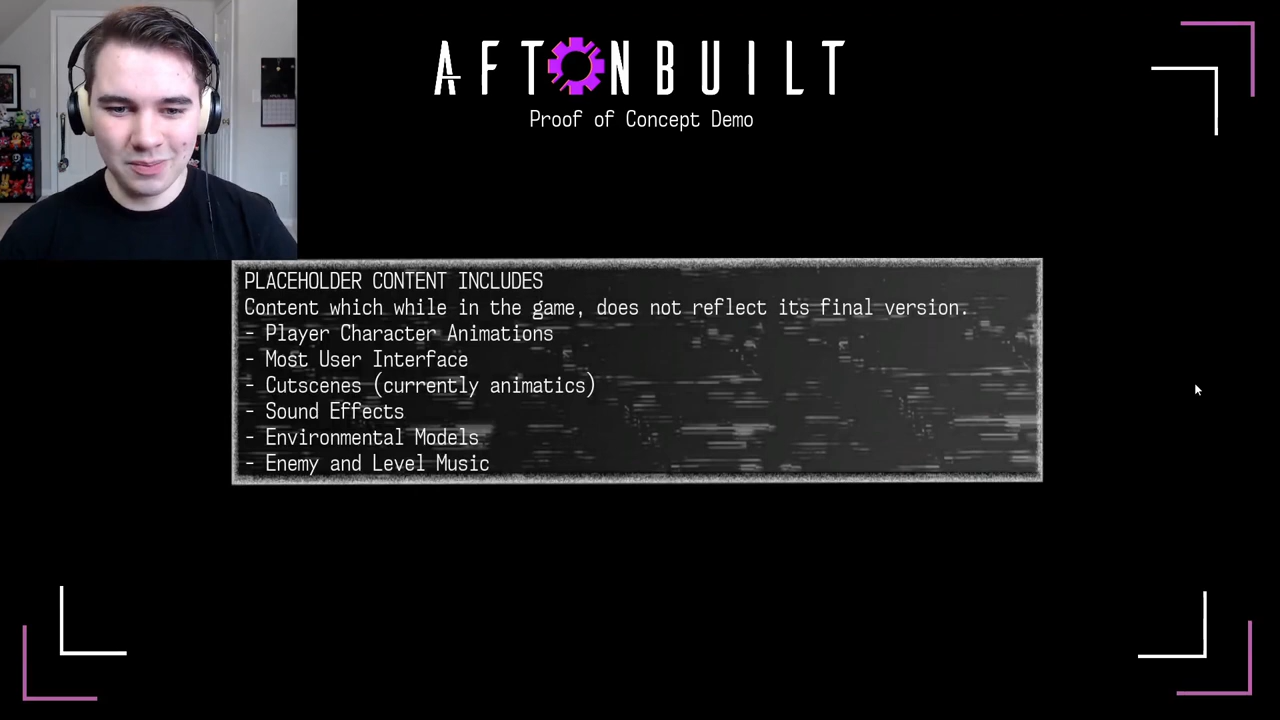 AFTONBUILT
Proof of Concept Demo
PLACEHOLDER CONTENT INCLUDES
Content which while in the game, does not reflect its final version.
- Player Character Animations
- Most User Interface
- Cutscenes (currently animatics)
- Sound Effects
- Environmental Models
- Enemy and Level Music